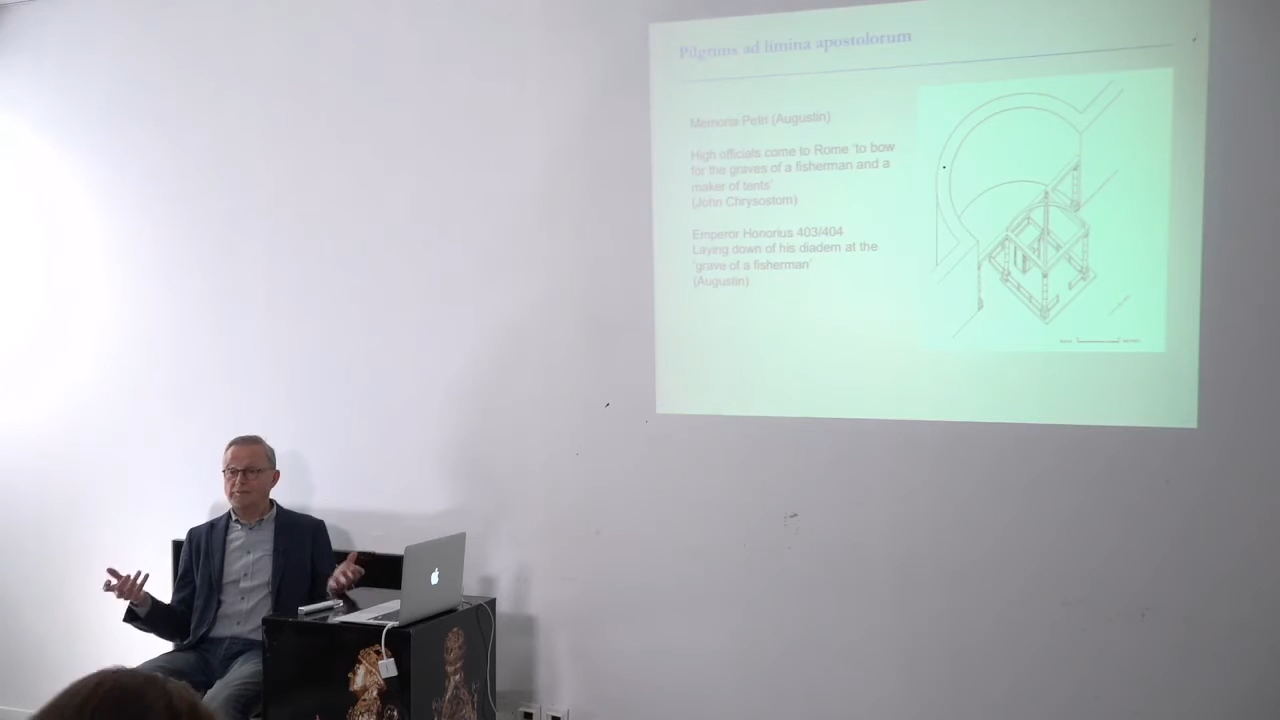 Pilgrims ad limina apostolorum
Memoria Petri (Augustin)
High officials come to Rome 'to bow
for the graves of a fisherman and a
maker of tents'
(John Chrysostom)
Emperor Honorius 403/404
Laying down of his diadem at the
'grave of a fisherman'
(Augustin)